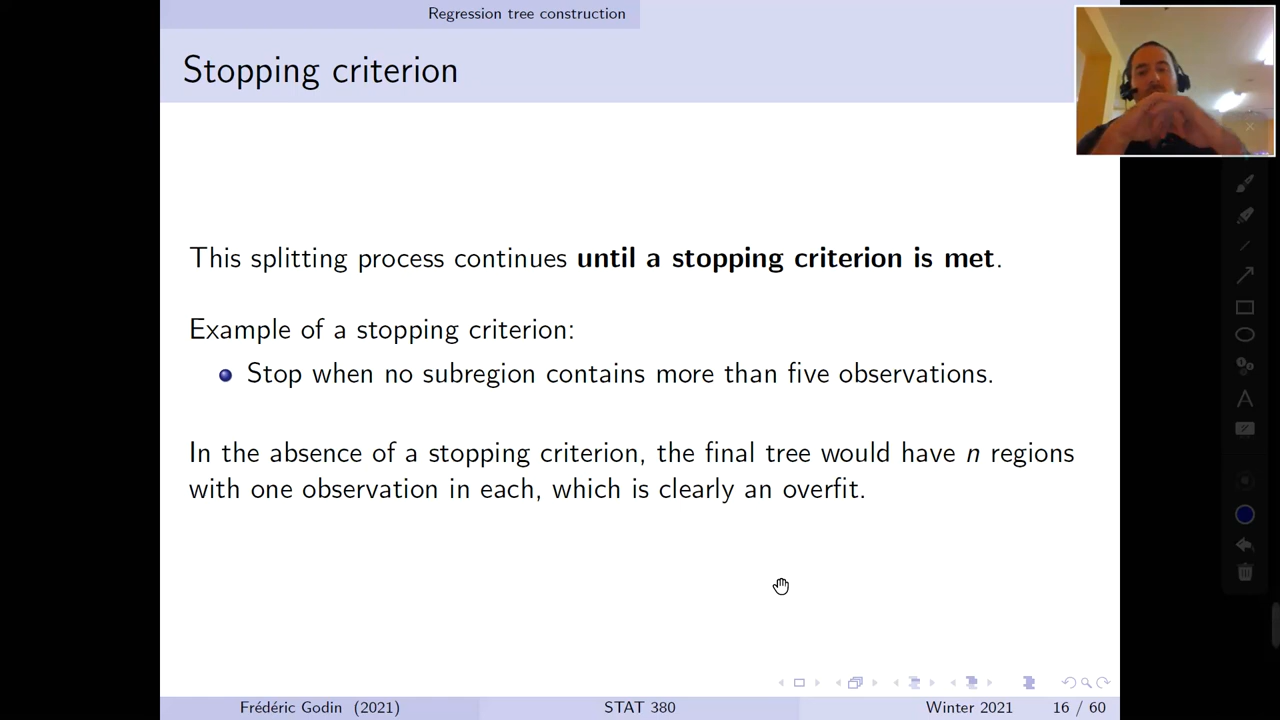 Regression tree construction
Stopping criterion
This splitting process continues until a stopping criterion is met.
Example of a stopping criterion:
Stop when no subregion contains more than five observations.
In the absence of a stopping criterion, the final tree would have n regions
with one observation in each, which is clearly an overfit.
Frédéric Godin (2021) STAT 380 Winter 2021 16 / 60